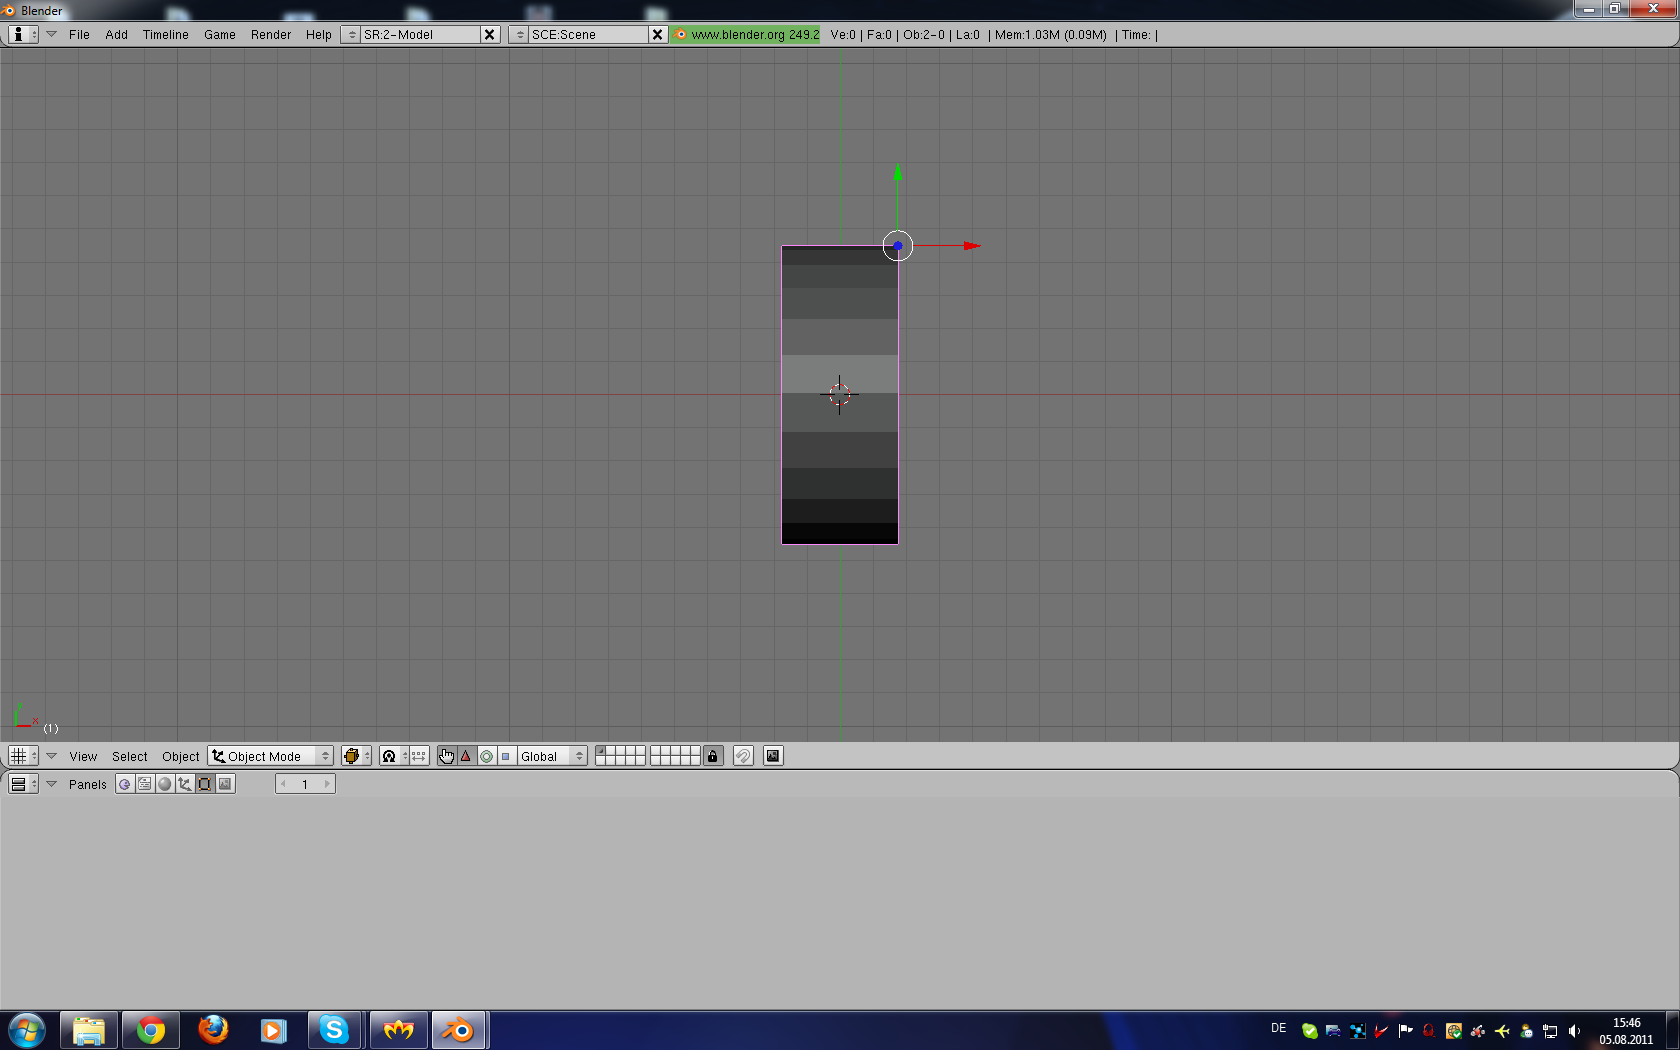 Blender
File Add Timeline Game Render Help SR:2-Model SCE:Scene www.blender.org 249.2 Ve:0 | Fa:0 | Ob:2-0 | La:0 | Mem:1.03M (0.09M) | Time: |
x
(1)
View Select Object Object Mode Global
Panels 1
DE 15:46
05.08.2011